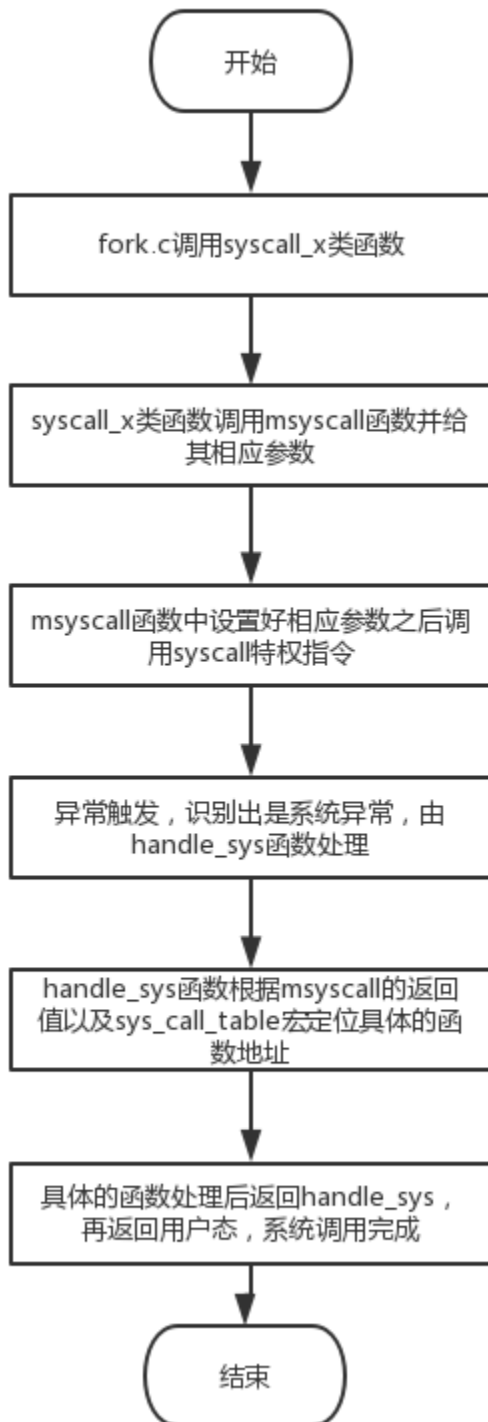 开始
fork.c调用syscall_x类函数
syscall_x类函数调用msyscall函数并给
其相应参数
msyscall函数中设置好相应参数之后调
用syscall特权指令
异常触发，识别出是系统异常，由
handle_sys函数处理
handle_sys函数根据msyscall的返回
值以及sys_call_table宏定位具体的函
数地址
具体的函数处理后返回handle_sys，
再返回用户态，系统调用完成
结束